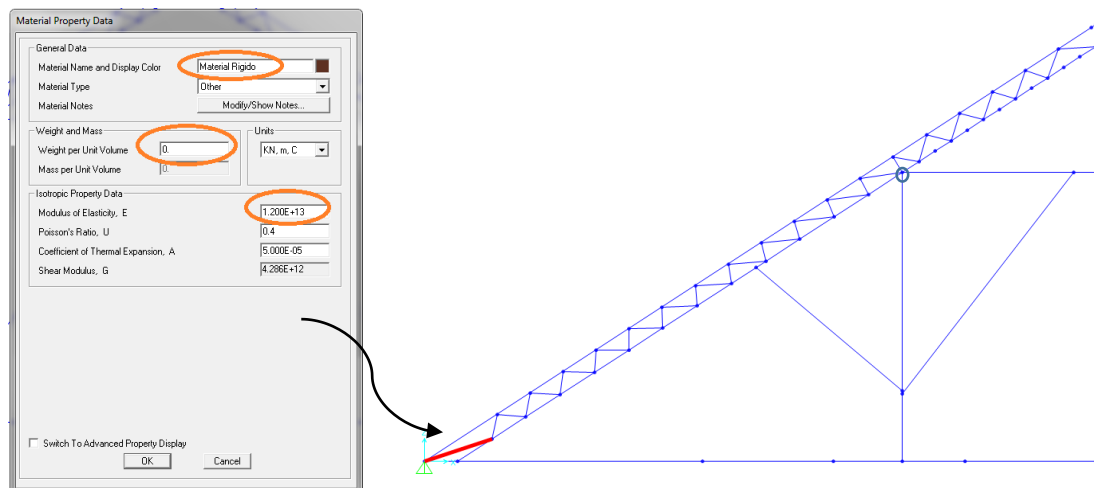 Material Property Data
General Data
Material Name and Display Color
Material Rigido
Material Type
Other
Material Notes
Modify/Show Notes...
Weight and Mass
Units
Weight per Unit Volume
0.
KN, m, C
Mass per Unit Volume
0.
Isotropic Property Data
Modulus of Elasticity, E
1.200E+13
Poisson's Ratio, U
0.4
Coefficient of Thermal Expansion, A
5.000E-05
Shear Modulus, G
4.286E+12
Switch To Advanced Property Display
OK
Cancel